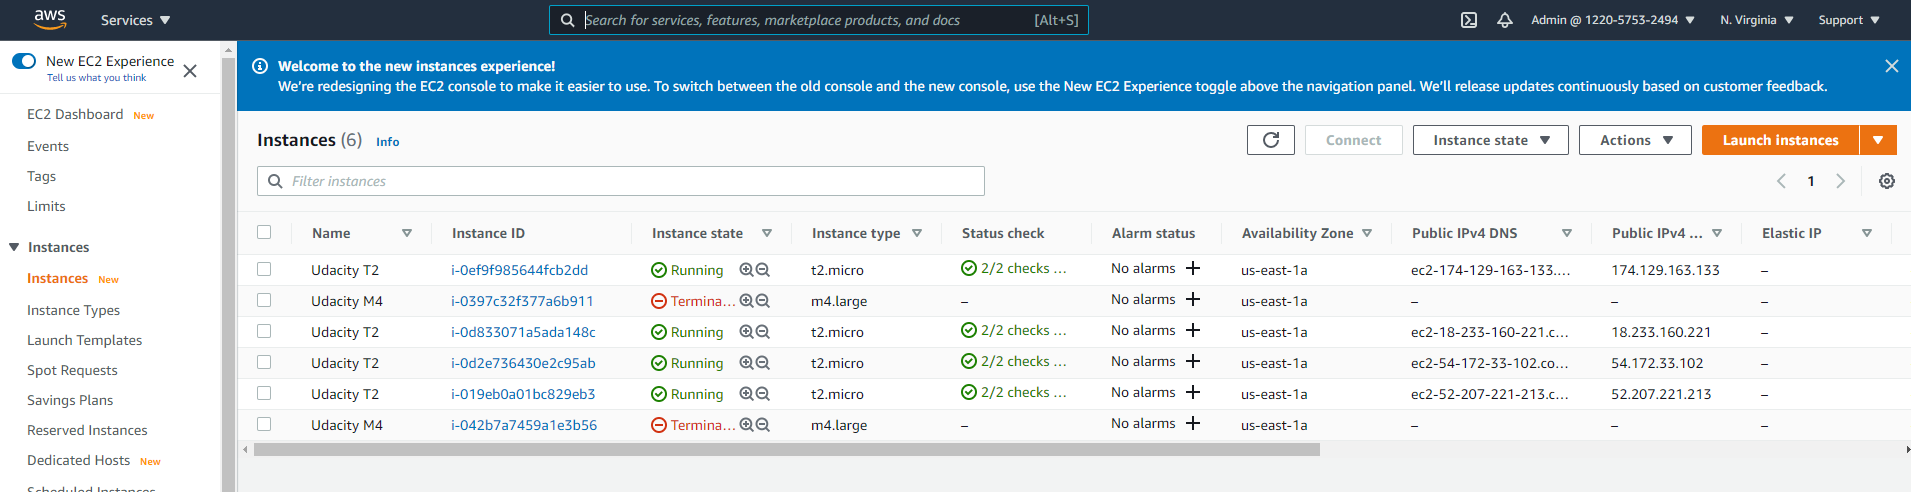 aws Services Search for services, features, marketplace products, and docs [Alt+S] Admin @ 1220-5753-2494 N. Virginia Support
New EC2 Experience
Tell us what you think
EC2 Dashboard New
Events
Tags
Limits
Instances
Instances New
Instance Types
Launch Templates
Spot Requests
Savings Plans
Reserved Instances
Dedicated Hosts New
Scheduled Instances
Welcome to the new instances experience!
We're redesigning the EC2 console to make it easier to use. To switch between the old console and the new console, use the New EC2 Experience toggle above the navigation panel. We'll release updates continuously based on customer feedback.
Instances (6) Info Connect Instance state Actions Launch instances
Filter instances 1
Name Instance ID Instance state Instance type Status check Alarm status Availability Zone Public IPv4 DNS Public IPv4 ... Elastic IP
Udacity T2 i-0ef9f985644fcb2dd Running t2.micro 2/2 checks ... No alarms + us-east-1a ec2-174-129-163-133.... 174.129.163.133 –
Udacity M4 i-0397c32f377a6b911 Termina... m4.large – No alarms + us-east-1a – – –
Udacity T2 i-0d833071a5ada148c Running t2.micro 2/2 checks ... No alarms + us-east-1a ec2-18-233-160-221.c... 18.233.160.221 –
Udacity T2 i-0d2e736430e2c95ab Running t2.micro 2/2 checks ... No alarms + us-east-1a ec2-54-172-33-102.co... 54.172.33.102 –
Udacity T2 i-019eb0a01bc829eb3 Running t2.micro 2/2 checks ... No alarms + us-east-1a ec2-52-207-221-213.c... 52.207.221.213 –
Udacity M4 i-042b7a7459a1e3b56 Termina... m4.large – No alarms + us-east-1a – – –